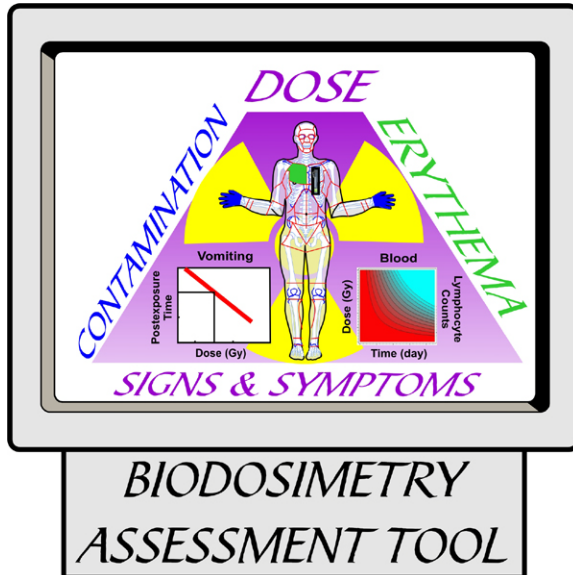 DOSE
CONTAMINATION
ERYTHEMA
Vomiting
Postexposure
Time
Dose (Gy)
Blood
Dose (Gy)
Lymphocyte
Counts
Time (day)
SIGNS & SYMPTOMS
BIODOSIMETRY
ASSESSMENT TOOL